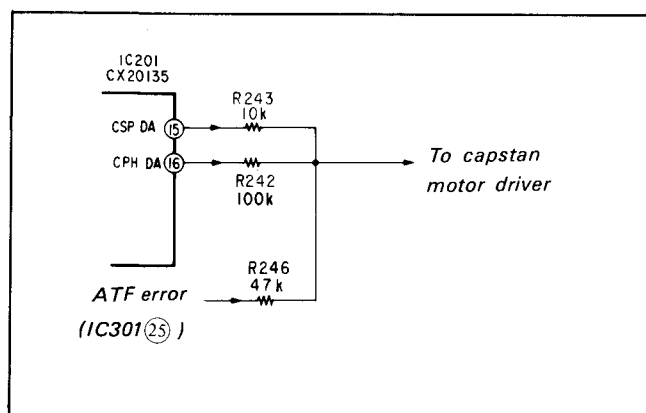 IC201
CX20135
CSP DA 15
CPH DA 16
R243
10k
R242
100k
To capstan
motor driver
R246
47k
ATF error
(IC301 25 )